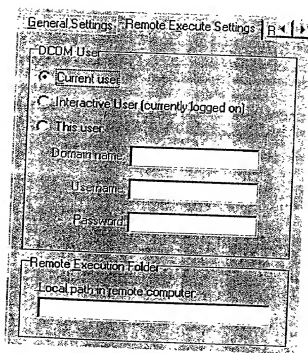 General Settings Remote Execute Settings R
DCOM User
Current user
Interactive User (currently logged on)
This user
Domain name
Username
Password
Remote Execution Folder
Local path in remote computer